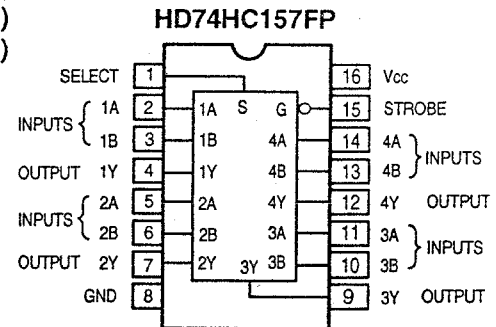 )
)
HD74HC157FP
SELECT 1 16 Vcc
1A 2 1A S G 15 STROBE
INPUTS
1B 3 1B 4A 14 4A
INPUTS
OUTPUT 1Y 4 1Y 4B 13 4B
2A 5 2A 4Y 12 4Y OUTPUT
INPUTS
2B 6 2B 3A 11 3A
INPUTS
OUTPUT 2Y 7 2Y 3Y 3B 10 3B
GND 8 9 3Y OUTPUT